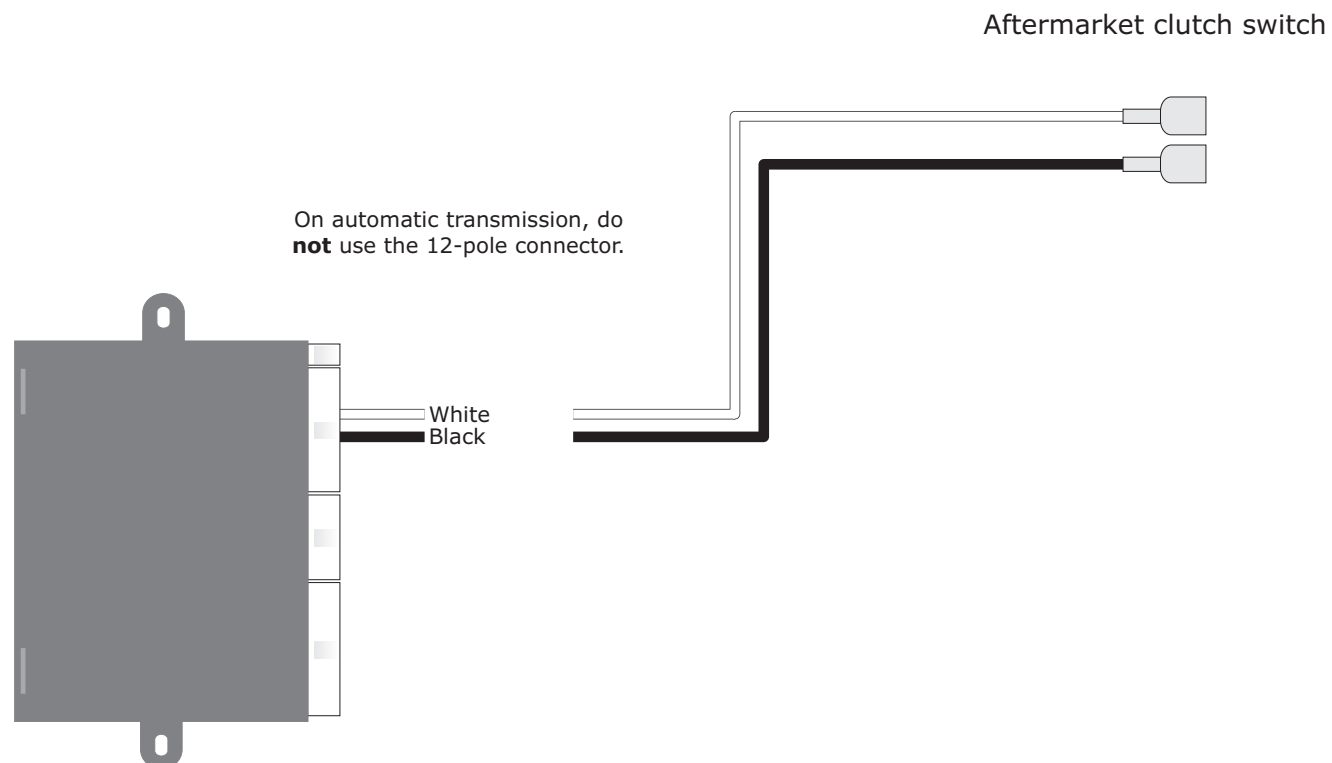 Aftermarket clutch switch
On automatic transmission, do
not use the 12-pole connector.
White
Black